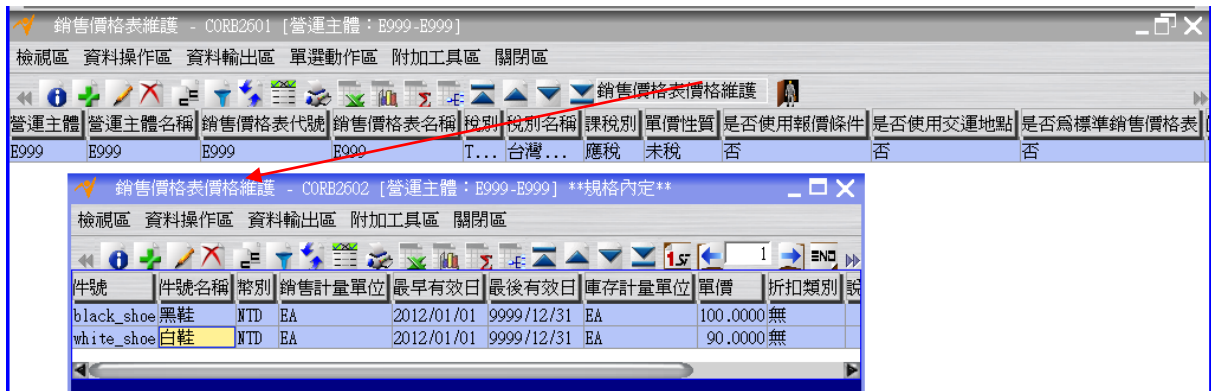 銷售價格表維護 - CORB2601 [營運主體：E999-E999]
檢視區 資料操作區 資料輸出區 單選動作區 附加工具區 關閉區
銷售價格表價格維護
營運主體 營運主體名稱 銷售價格表代號 銷售價格表名稱 稅別 稅別名稱 課稅別 單價性質 是否使用報價條件 是否使用交運地點 是否為標準銷售價格表
E999 E999 E999 E999 T... 台灣... 應稅 未稅 否 否 否
銷售價格表價格維護 - CORB2602 [營運主體：E999-E999] **規格內定**
檢視區 資料操作區 資料輸出區 附加工具區 關閉區
1ST 1 END
件號 件號名稱 幣別 銷售計量單位 最早有效日 最後有效日 庫存計量單位 單價 折扣類別
black_shoe 黑鞋 NTD EA 2012/01/01 9999/12/31 EA 100.0000 無
white_shoe 白鞋 NTD EA 2012/01/01 9999/12/31 EA 90.0000 無